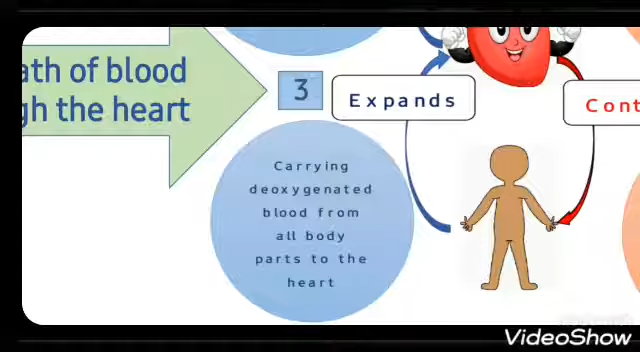 ath of blood
gh the heart
3
Expands
Cont
Carrying
deoxygenated
blood from
all body
parts to the
heart
VideoShow